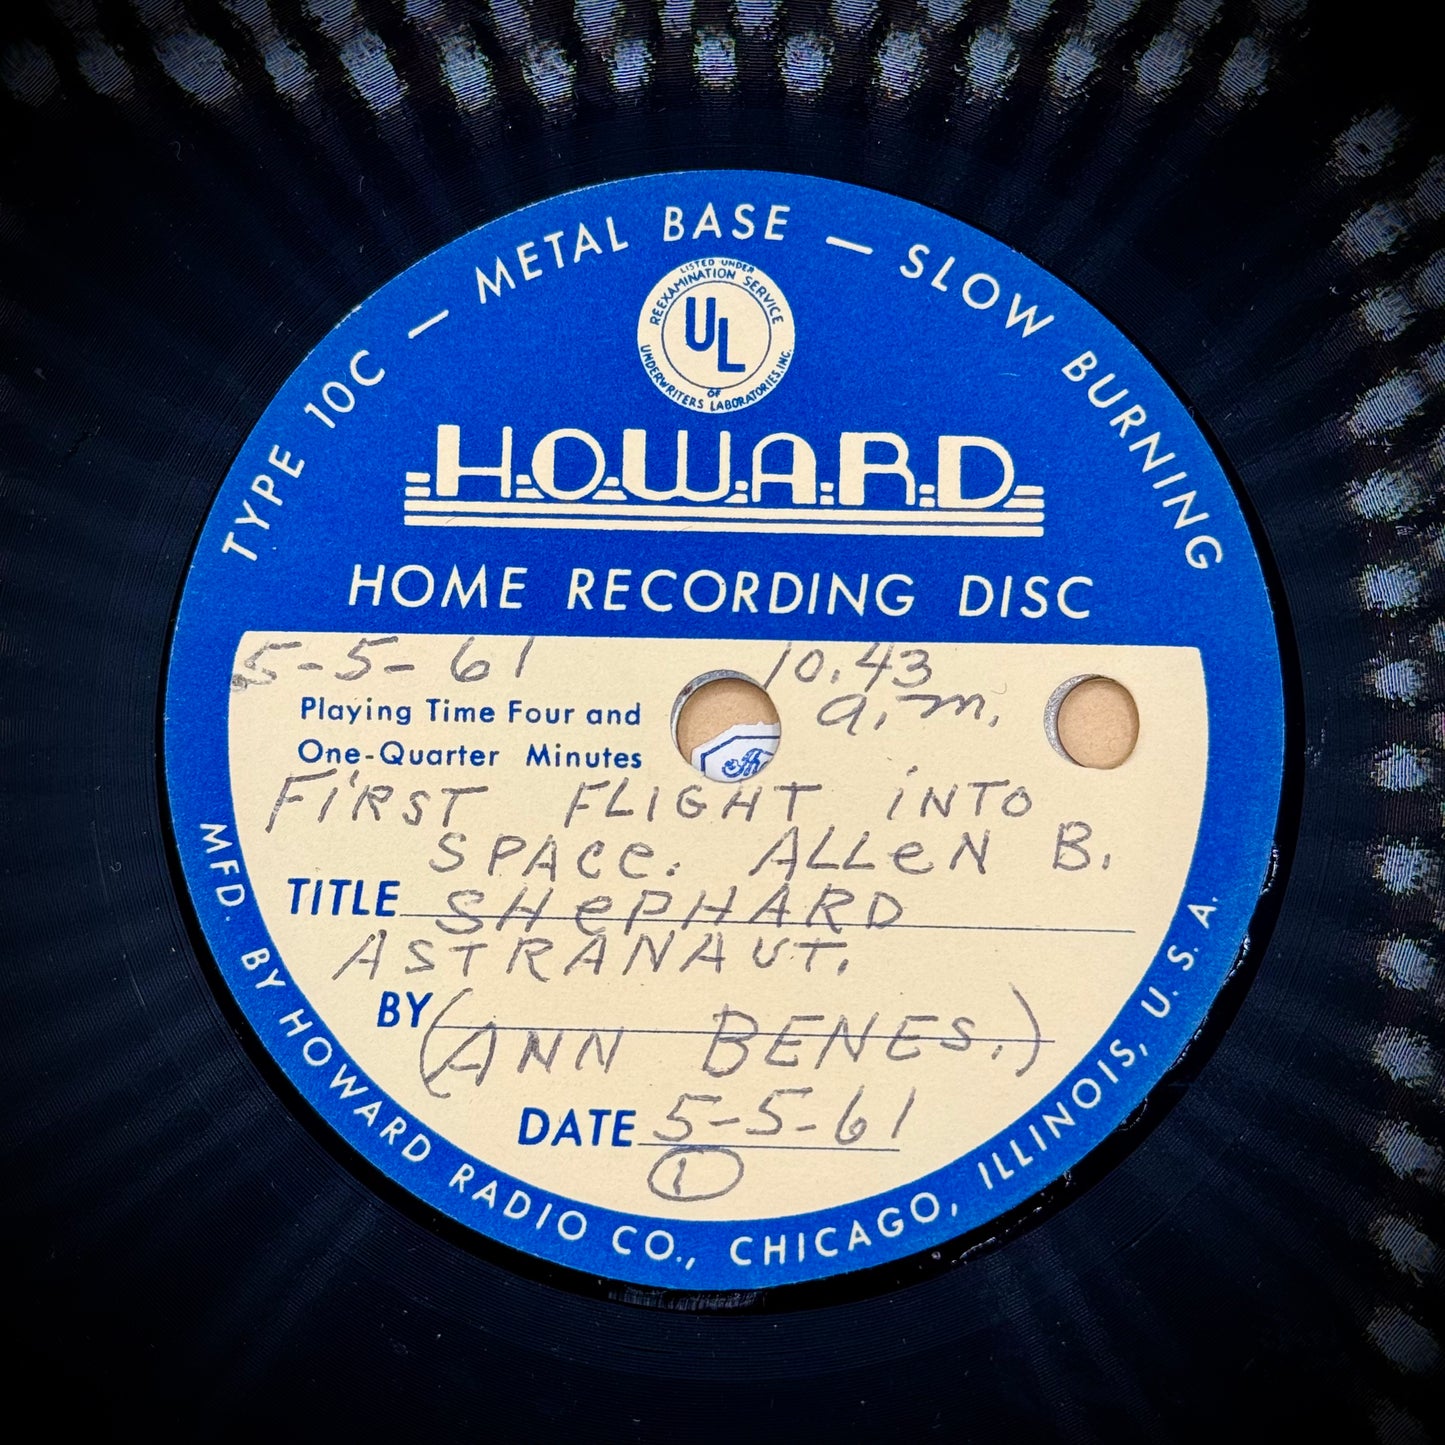 TYPE 10C — METAL BASE — SLOW BURNING
LISTED UNDER
REEXAMINATION SERVICE
UL
OF
UNDERWRITERS LABORATORIES, INC.
HOWARD
HOME RECORDING DISC
5-5-61 10.43
a.m.
Playing Time Four and
One-Quarter Minutes
FiRST FLIGHT iNTO
SPACe. ALLeN B.
TITLE SHePHARD
ASTRANAUT.
BY (ANN BENES.)
DATE 5-5-61
1
MFD. BY HOWARD RADIO CO., CHICAGO, ILLINOIS, U. S. A.